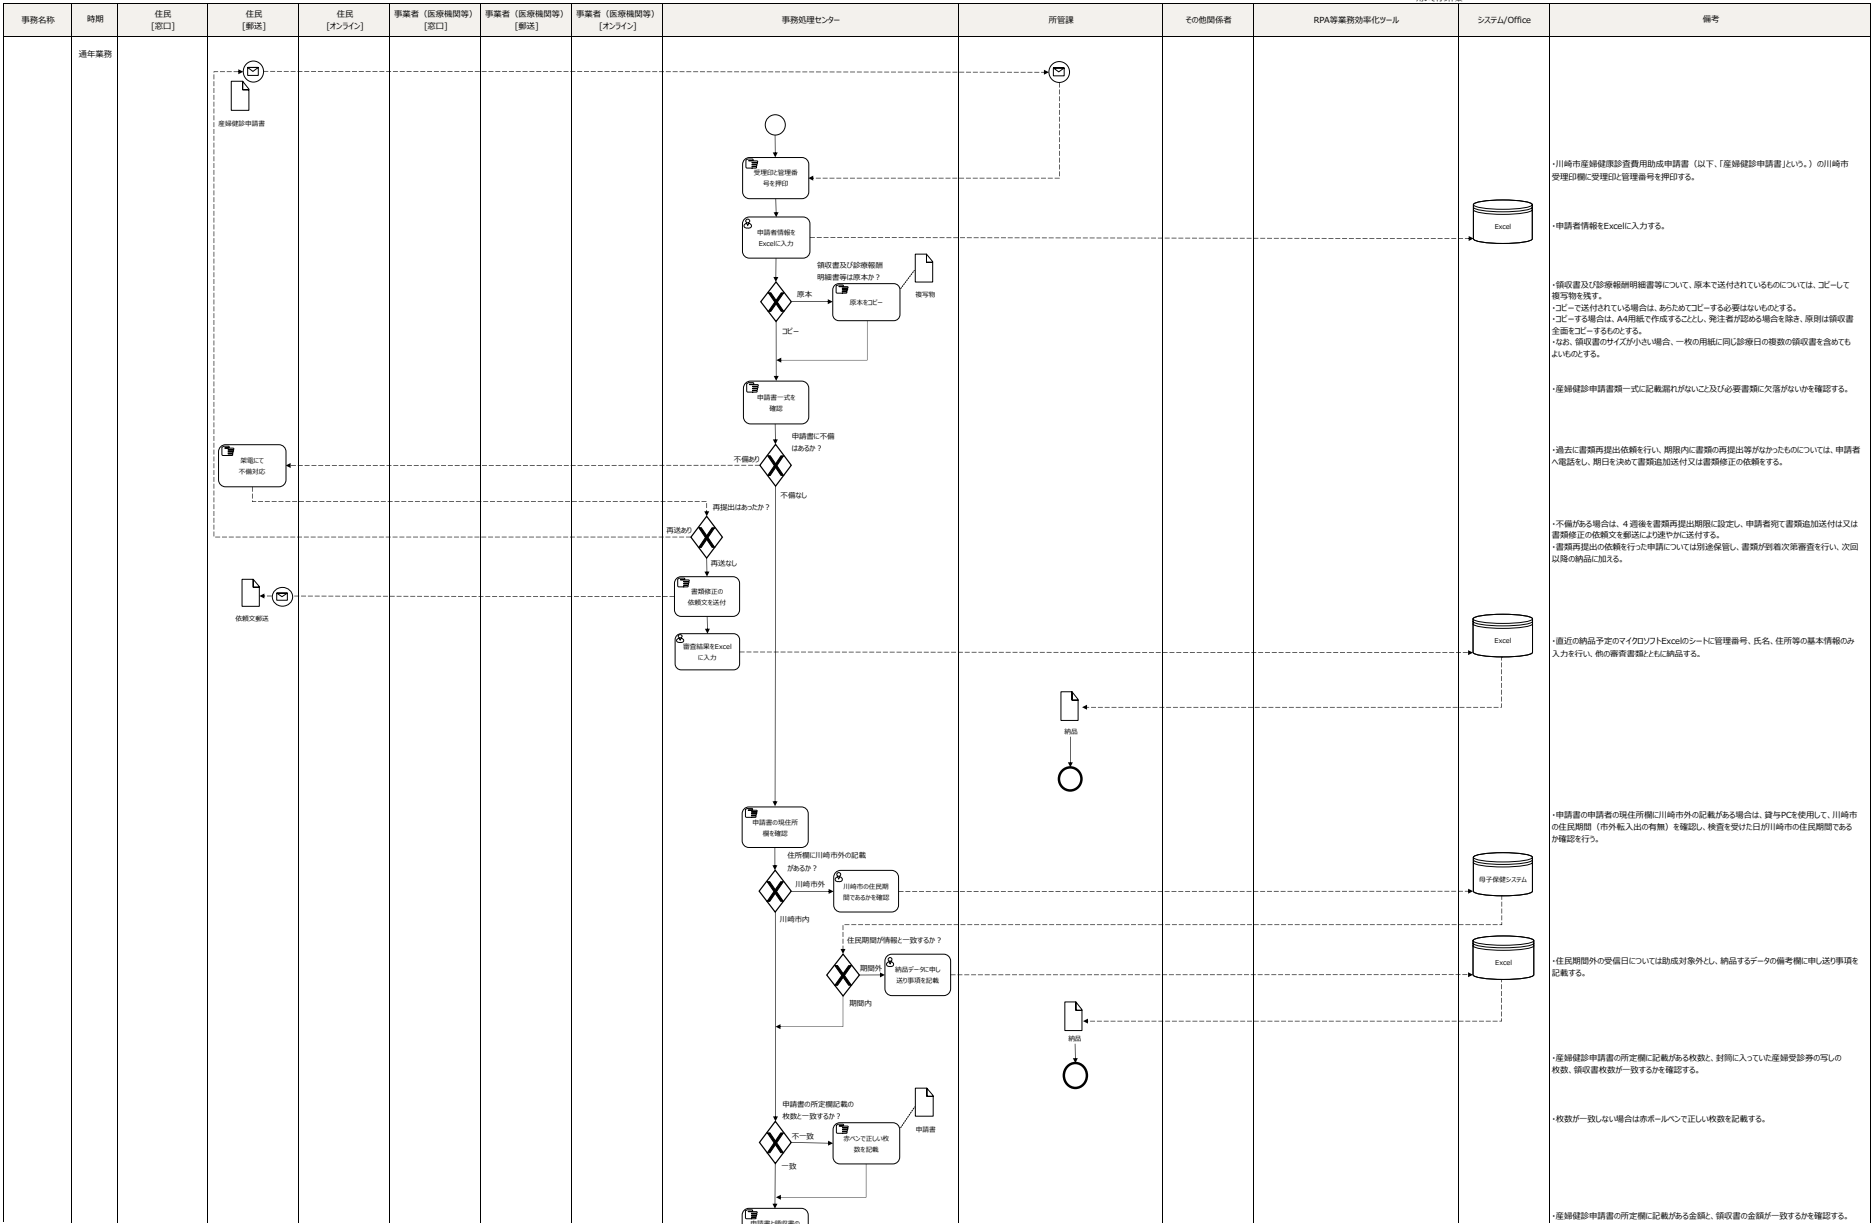 事務名称
時期
住民
[窓口]
住民
[郵送]
住民
[オンライン]
事業者（医療機関等）
[窓口]
事業者（医療機関等）
[郵送]
事業者（医療機関等）
[オンライン]
事務処理センター
所管課
その他関係者
RPA等業務効率化ツール
システム/Office
備考
通年業務
産婦健診申請書
受理印と管理番
号を押印
・川崎市産婦健康診査費用助成申請書（以下、「産婦健診申請書」という。）の川崎市
受理印欄に受理印と管理番号を押印する。
申請者情報を
Excelに入力
Excel
・申請者情報をExcelに入力する。
領収書及び診療報酬
明細書等は原本か？
原本
原本をコピー
複写物
コピー
・領収書及び診療報酬明細書等について、原本で送付されているものについては、コピーして
複写物を残す。
・コピーで送付されている場合は、あらためてコピーする必要はないものとする。
・コピーする場合は、A4用紙で作成することとし、発注者が認める場合を除き、原則は領収書
全面をコピーするものとする。
・なお、領収書のサイズが小さい場合、一枚の用紙に同じ診療日の複数の領収書を含めても
よいものとする。
申請書一式を
確認
・産婦健診申請書類一式に記載漏れがないこと及び必要書類に欠落がないかを確認する。
申請書に不備
はあるか？
不備あり
架電にて
不備対応
不備なし
・過去に書類再提出依頼を行い、期限内に書類の再提出等がなかったものについては、申請者
へ電話をし、期日を決めて書類追加送付又は書類修正の依頼をする。
再提出はあったか？
再送あり
再送なし
・不備がある場合は、４週後を書類再提出期限に設定し、申請者宛て書類追加送付は又は
書類修正の依頼文を郵送により速やかに送付する。
・書類再提出の依頼を行った申請については別途保管し、書類が到着次第審査を行い、次回
以降の納品に加える。
書類修正の
依頼文を送付
依頼文郵送
審査結果をExcel
に入力
Excel
・直近の納品予定のマイクロソフトExcelのシートに管理番号、氏名、住所等の基本情報のみ
入力を行い、他の審査書類とともに納品する。
納品
申請書の現住所
欄を確認
・申請書の申請者の現住所欄に川崎市外の記載がある場合は、貸与PCを使用して、川崎市
の住民期間（市外転入出の有無）を確認し、検査を受けた日が川崎市の住民期間である
か確認を行う。
住所欄に川崎市外の記載
があるか？
川崎市外
川崎市の住民期
間であるかを確認
母子保健システム
川崎市内
住民期間が情報と一致するか？
期間外
納品データに申し
送り事項を記載
Excel
期間内
・住民期間外の受信日については助成対象外とし、納品するデータの備考欄に申し送り事項を
記載する。
納品
・産婦健診申請書の所定欄に記載がある枚数と、封筒に入っていた産婦受診券の写しの
枚数、領収書枚数が一致するかを確認する。
申請書の所定欄記載の
枚数と一致するか？
不一致
赤ペンで正しい枚
数を記載
申請書
一致
・枚数が一致しない場合は赤ボールペンで正しい枚数を記載する。
・産婦健診申請書の所定欄に記載がある金額と、領収書の金額が一致するかを確認する。